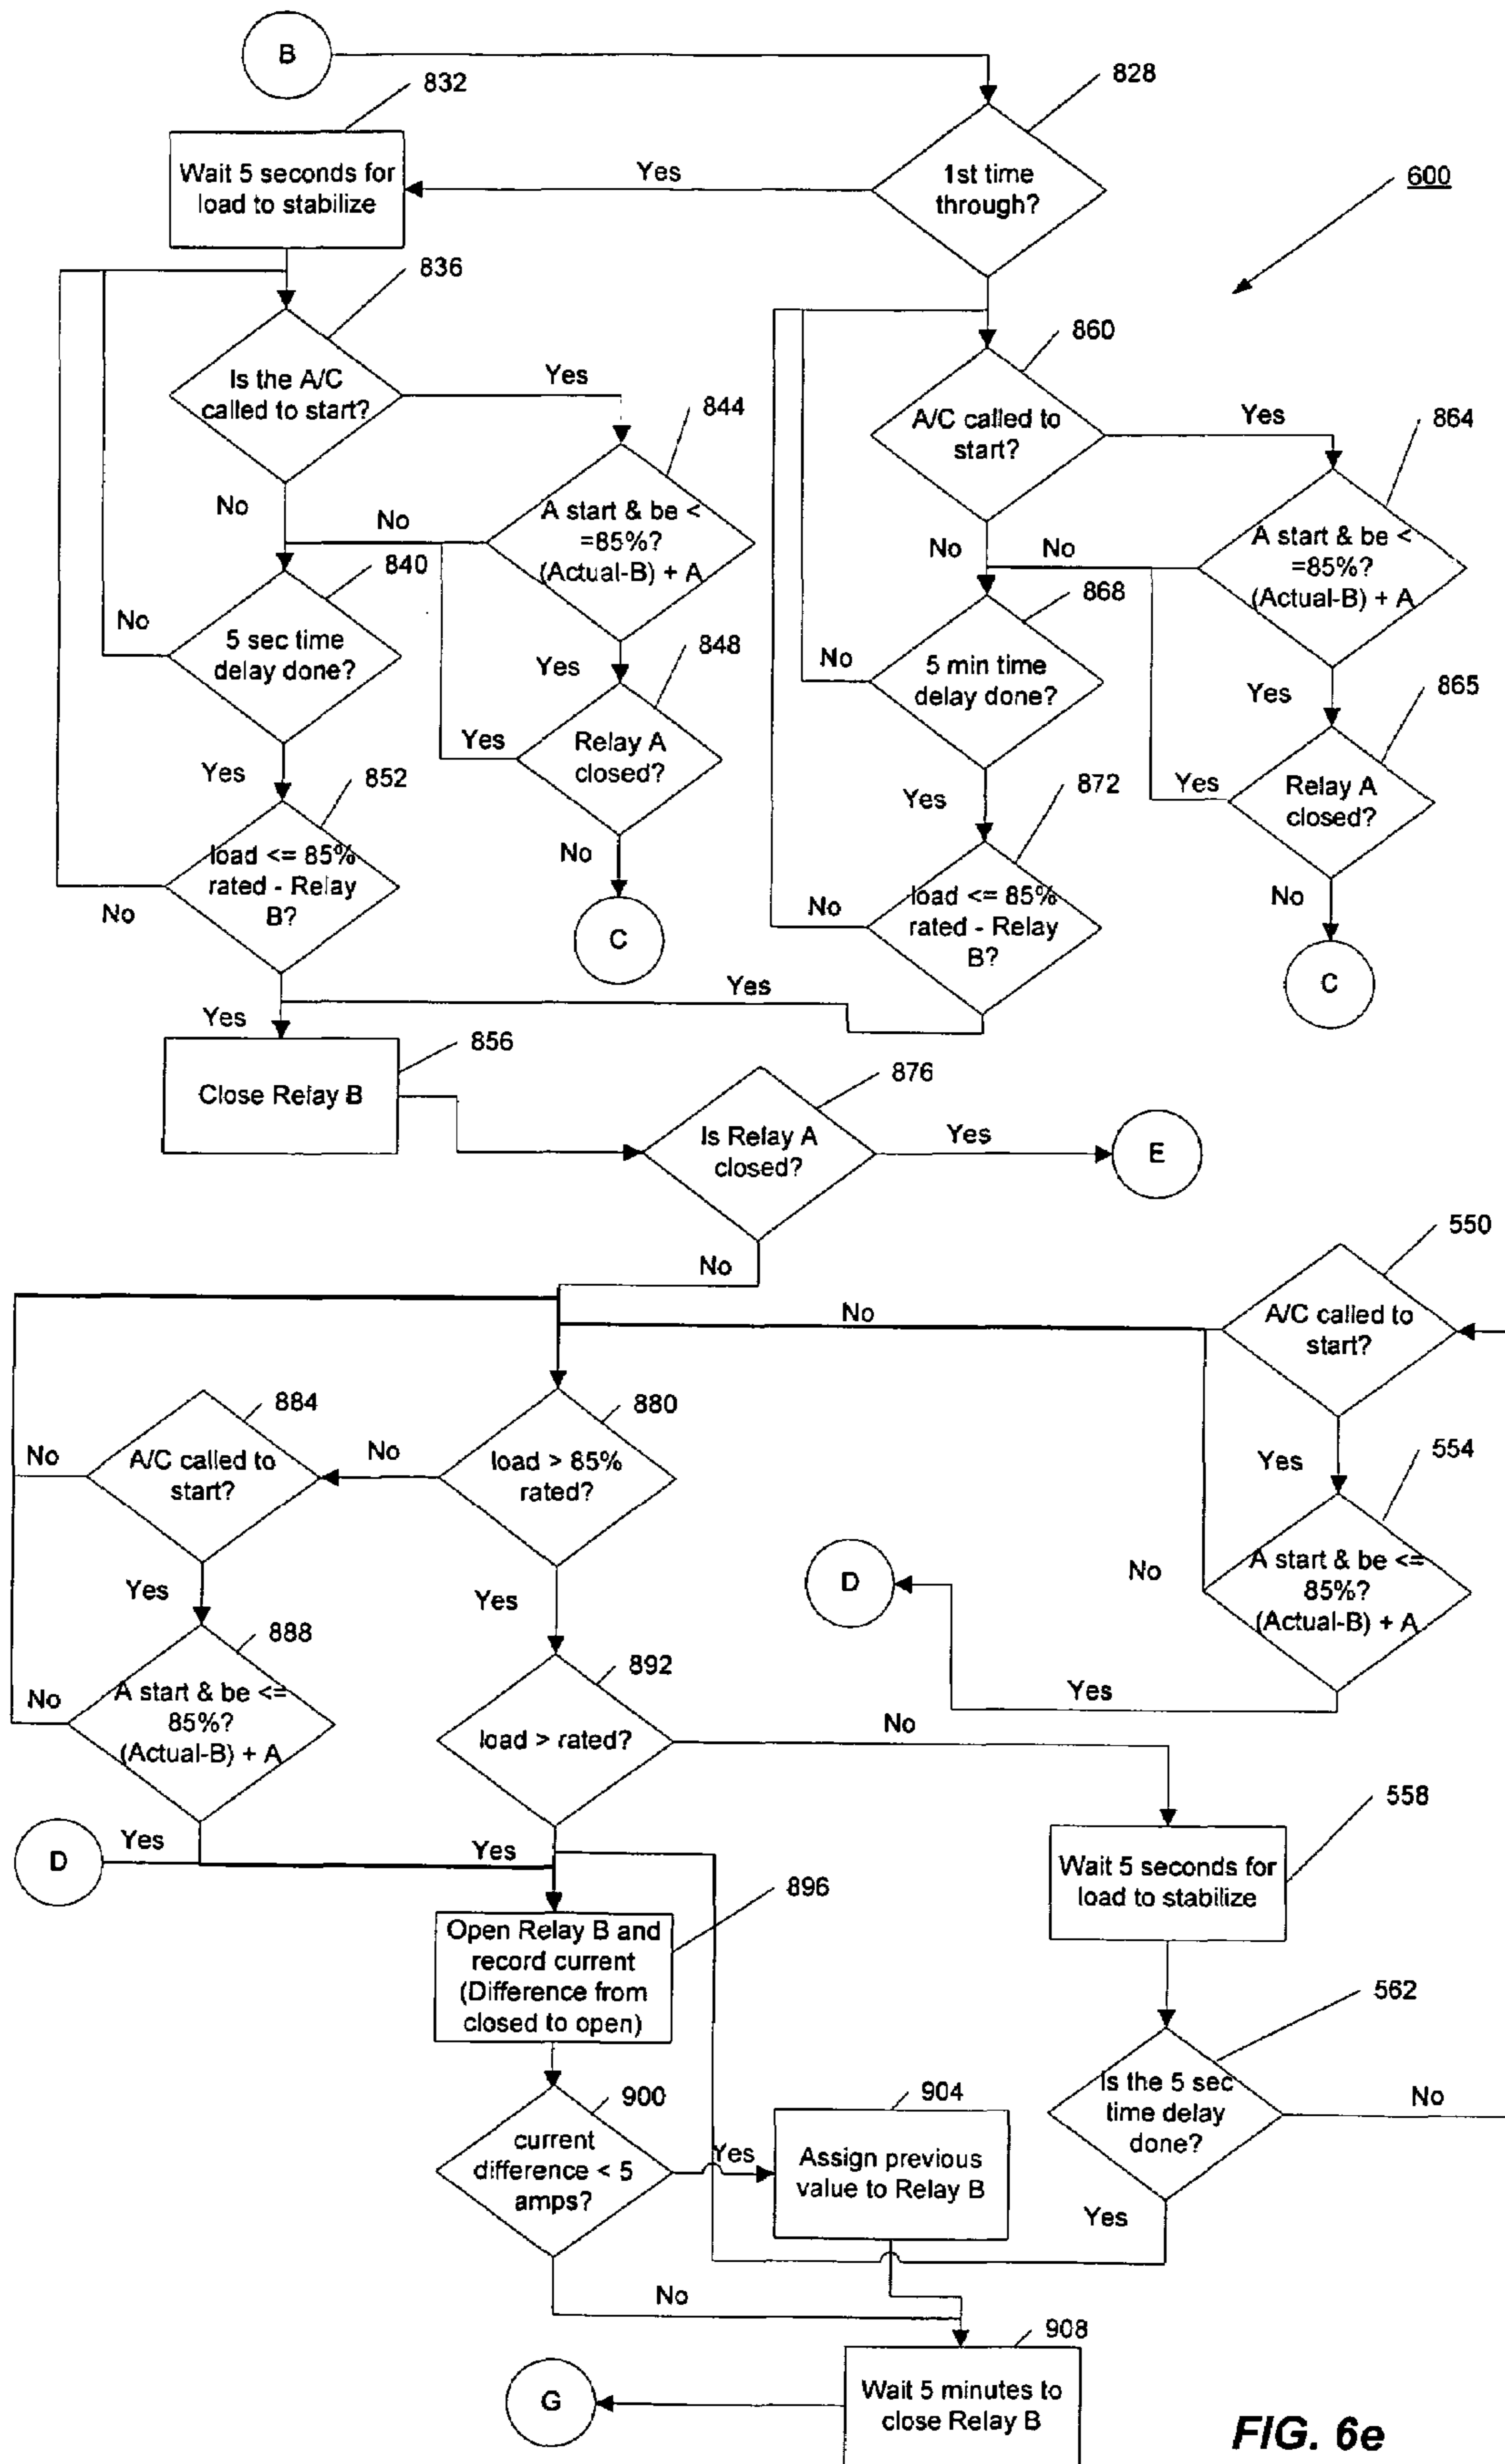 B
832
828
Wait 5 seconds for
load to stabilize
Yes
1st time
through?
600
836
860
Is the A/C
called to start?
Yes
844
A/C called to
start?
Yes
864
No
No
A start & be <
=85%?
(Actual-B) + A
No
No
A start & be <
=85%?
(Actual-B) + A
840
868
No
5 sec time
delay done?
Yes
848
No
5 min time
delay done?
Yes
865
Yes
852
Yes
Relay A
closed?
Yes
872
Yes
Relay A
closed?
load <= 85%
rated - Relay
B?
No
No
C
load <= 85%
rated - Relay
B?
No
No
C
Yes
Yes
856
Close Relay B
876
Is Relay A
closed?
Yes
E
No
550
No
A/C called to
start?
884
880
No
A/C called to
start?
No
load > 85%
rated?
Yes
554
D
No
A start & be <=
85%?
(Actual-B) + A
Yes
Yes
888
892
Yes
No
A start & be <=
85%?
(Actual-B) + A
load > rated?
No
558
D
Yes
Yes
Wait 5 seconds for
load to stabilize
896
Open Relay B and
record current
(Difference from
closed to open)
562
Is the 5 sec
time delay
done?
No
900
904
current
difference < 5
amps?
Yes
Assign previous
value to Relay B
Yes
No
908
G
Wait 5 minutes to
close Relay B
FIG. 6e